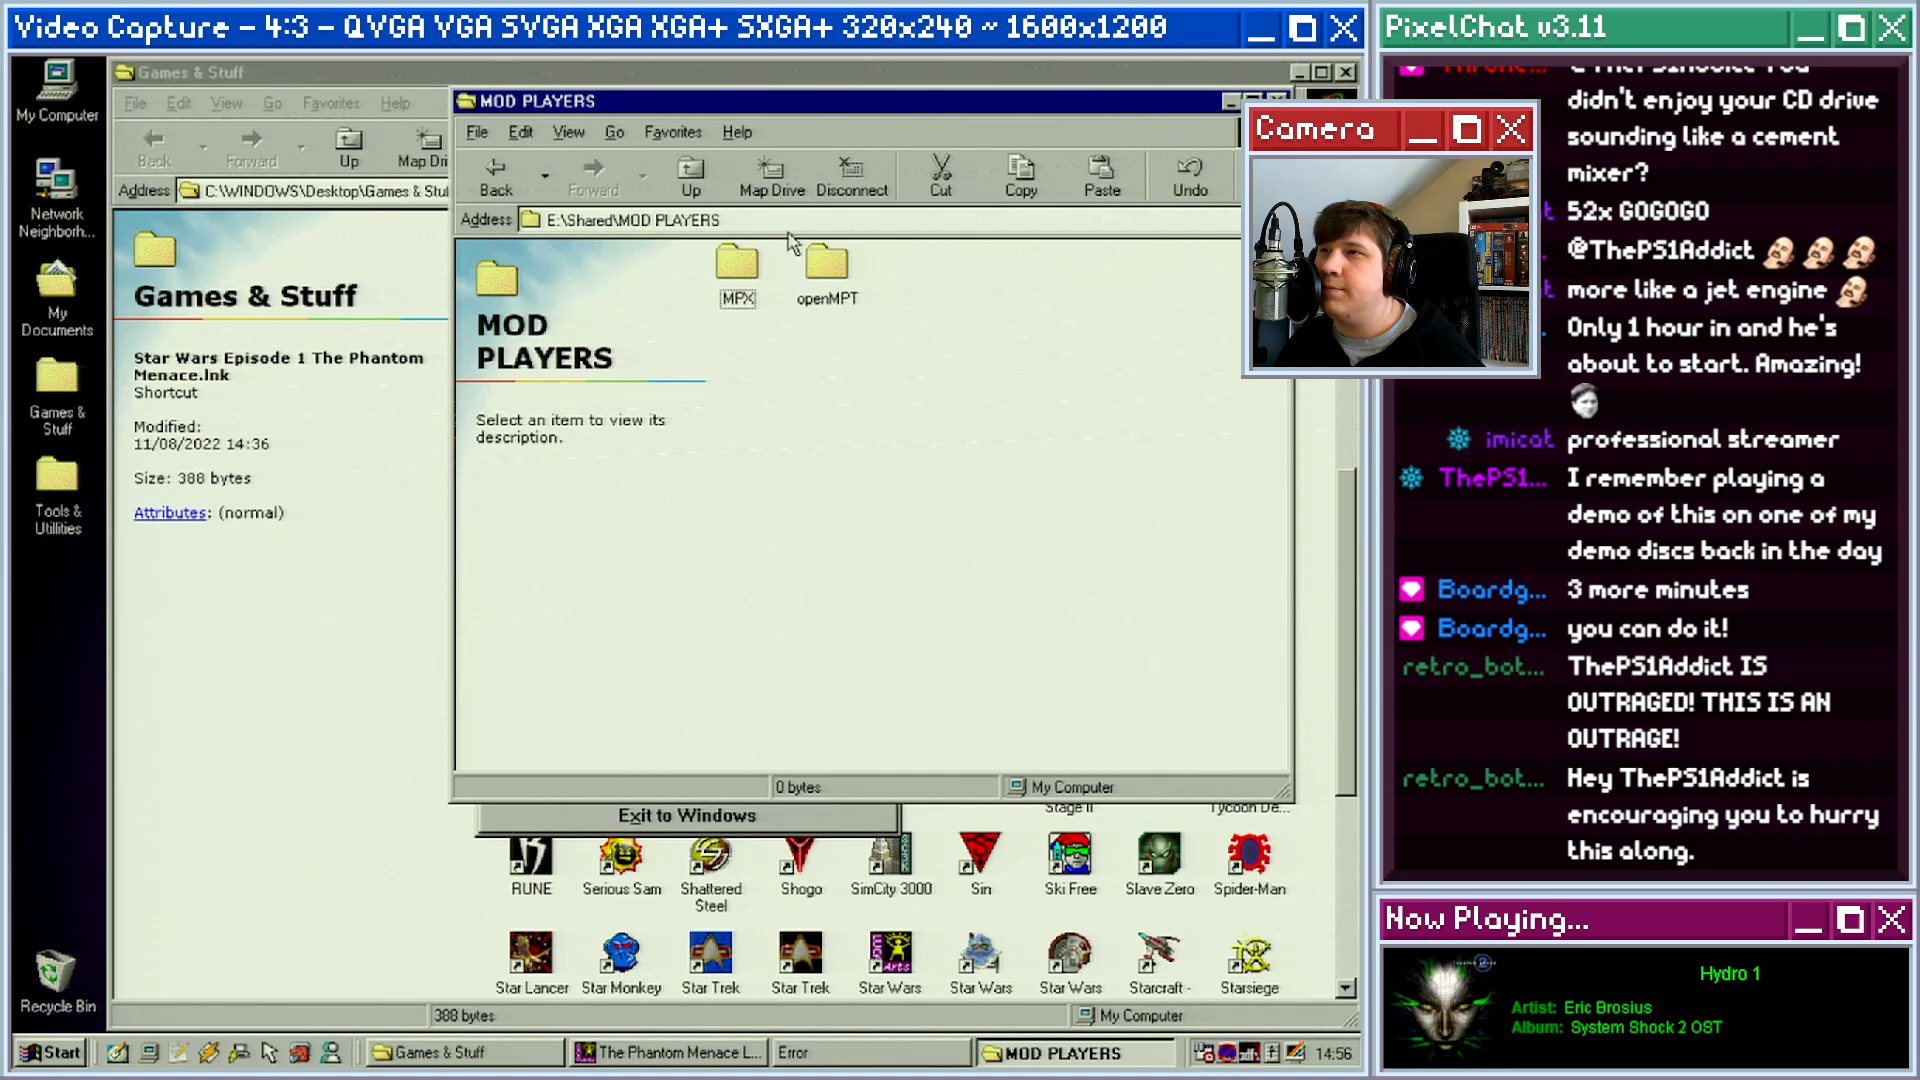 Video Capture - 4:3 - QVGA VGA SVGA XGA XGA+ SXGA+ 320x240 ~ 1600x1200
My Computer
Network
Neighborh...
My
Documents
Games &
Stuff
Tools &
Utilities
Recycle Bin
Games & Stuff
File Edit View Go Favorites Help
Back Forward Up Map Dri
Address C:\WINDOWS\Desktop\Games & Stu
Games & Stuff
Star Wars Episode 1 The Phantom
Menace.lnk
Shortcut
Modified:
11/08/2022 14:36
Size: 388 bytes
Attributes: (normal)
MOD PLAYERS
File Edit View Go Favorites Help
Back Forward Up Map Drive Disconnect Cut Copy Paste Undo
Address E:\Shared\MOD PLAYERS
MPX openMPT
MOD
PLAYERS
Select an item to view its
description.
0 bytes My Computer
Stage II Tycoon De...
Exit to Windows
RUNE Serious Sam Shattered
Steel Shogo SimCity 3000 Sin Ski Free Slave Zero Spider-Man
Star Lancer Star Monkey Star Trek Star Trek Star Wars Star Wars Star Wars Starcraft - Starsiege
388 bytes My Computer
Start Games & Stuff The Phantom Menace L... Error MOD PLAYERS 14:56
Camera
PixelChat v3.11
didn't enjoy your CD drive
sounding like a cement
mixer?
52x GOGOGO
@ThePS1Addict
more like a jet engine
Only 1 hour in and he's
about to start. Amazing!
imicat professional streamer
ThePS1... I remember playing a
demo of this on one of my
demo discs back in the day
Boardg... 3 more minutes
Boardg... you can do it!
retro_bot... ThePS1Addict IS
OUTRAGED! THIS IS AN
OUTRAGE!
retro_bot... Hey ThePS1Addict is
encouraging you to hurry
this along.
Now Playing...
Hydro 1
Artist: Eric Brosius
Album: System Shock 2 OST